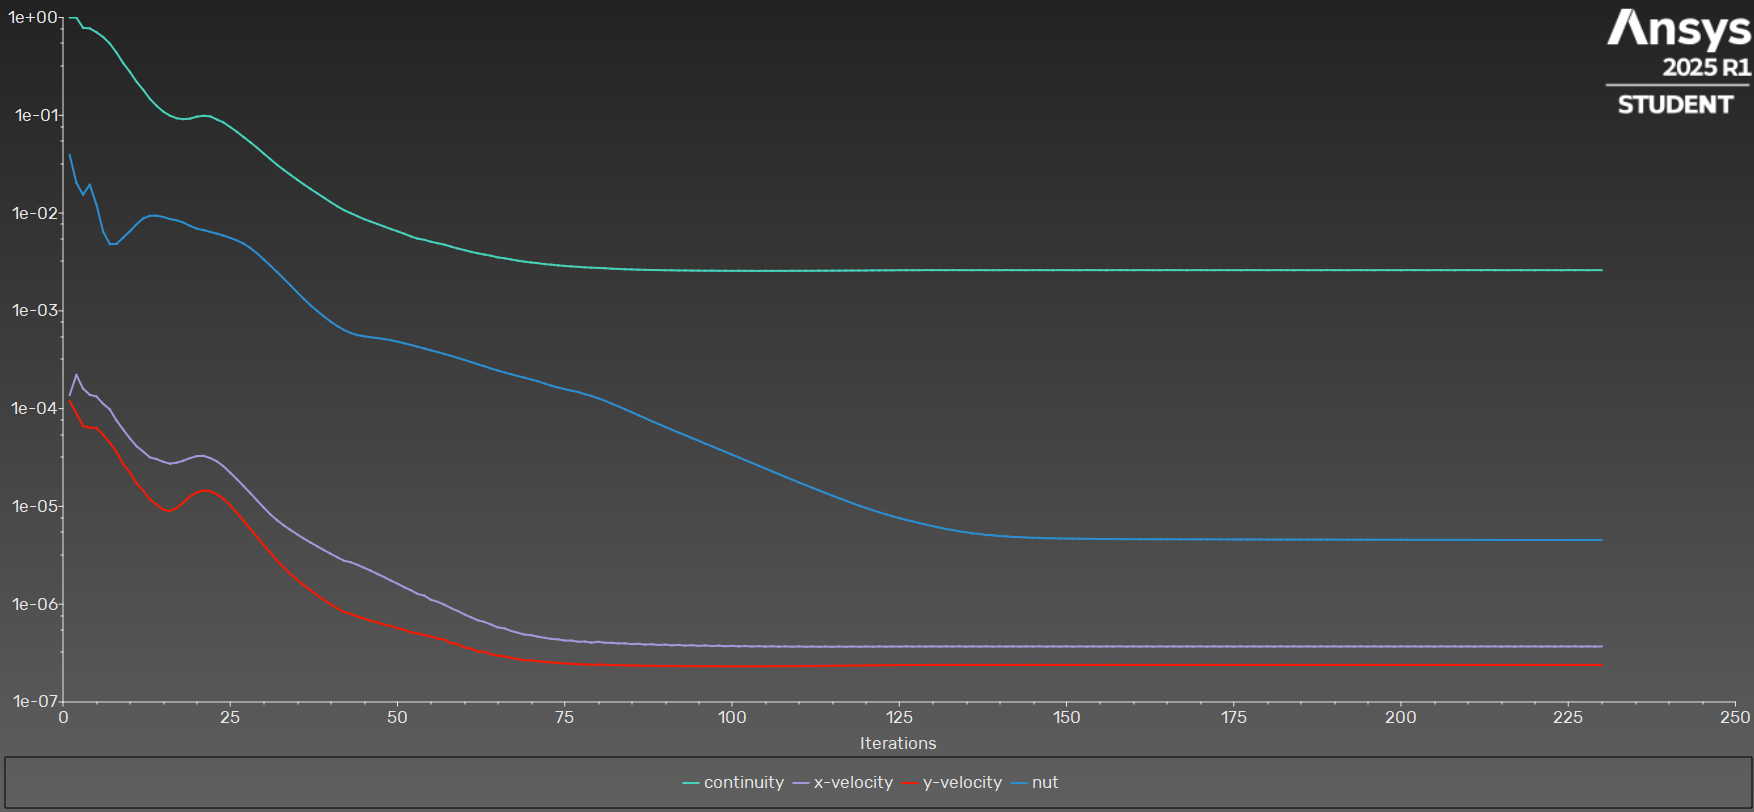 Ansys
2025 R1
STUDENT
1e+00
1e-01
1e-02
1e-03
1e-04
1e-05
1e-06
1e-07
0 25 50 75 100 125 150 175 200 225 250
Iterations
continuity x-velocity y-velocity nut